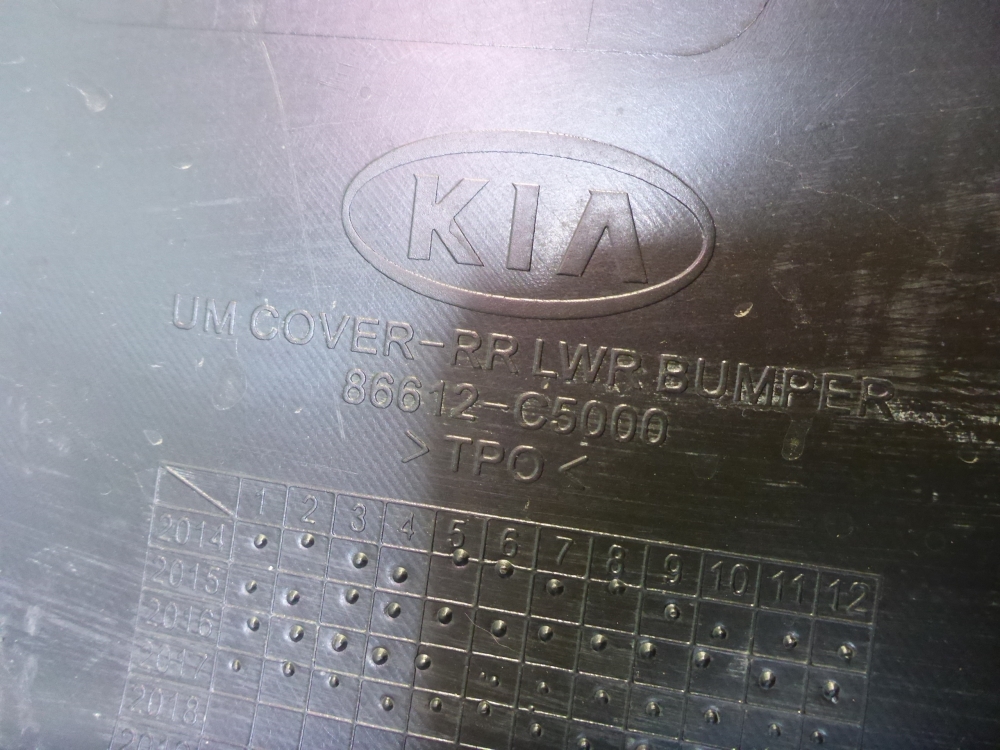 KIA
UM COVER-RR LWR BUMPER
86612-C5000
>TPO<
1 2 3 4 5 6 7 8 9 10 11 12
2014
2015
2016
2017
2018